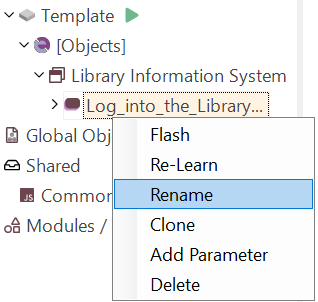 Template
[Objects]
Library Information System
Log_into_the_Library...
Global Obj
Shared
JS Common
Modules /
Flash
Re-Learn
Rename
Clone
Add Parameter
Delete